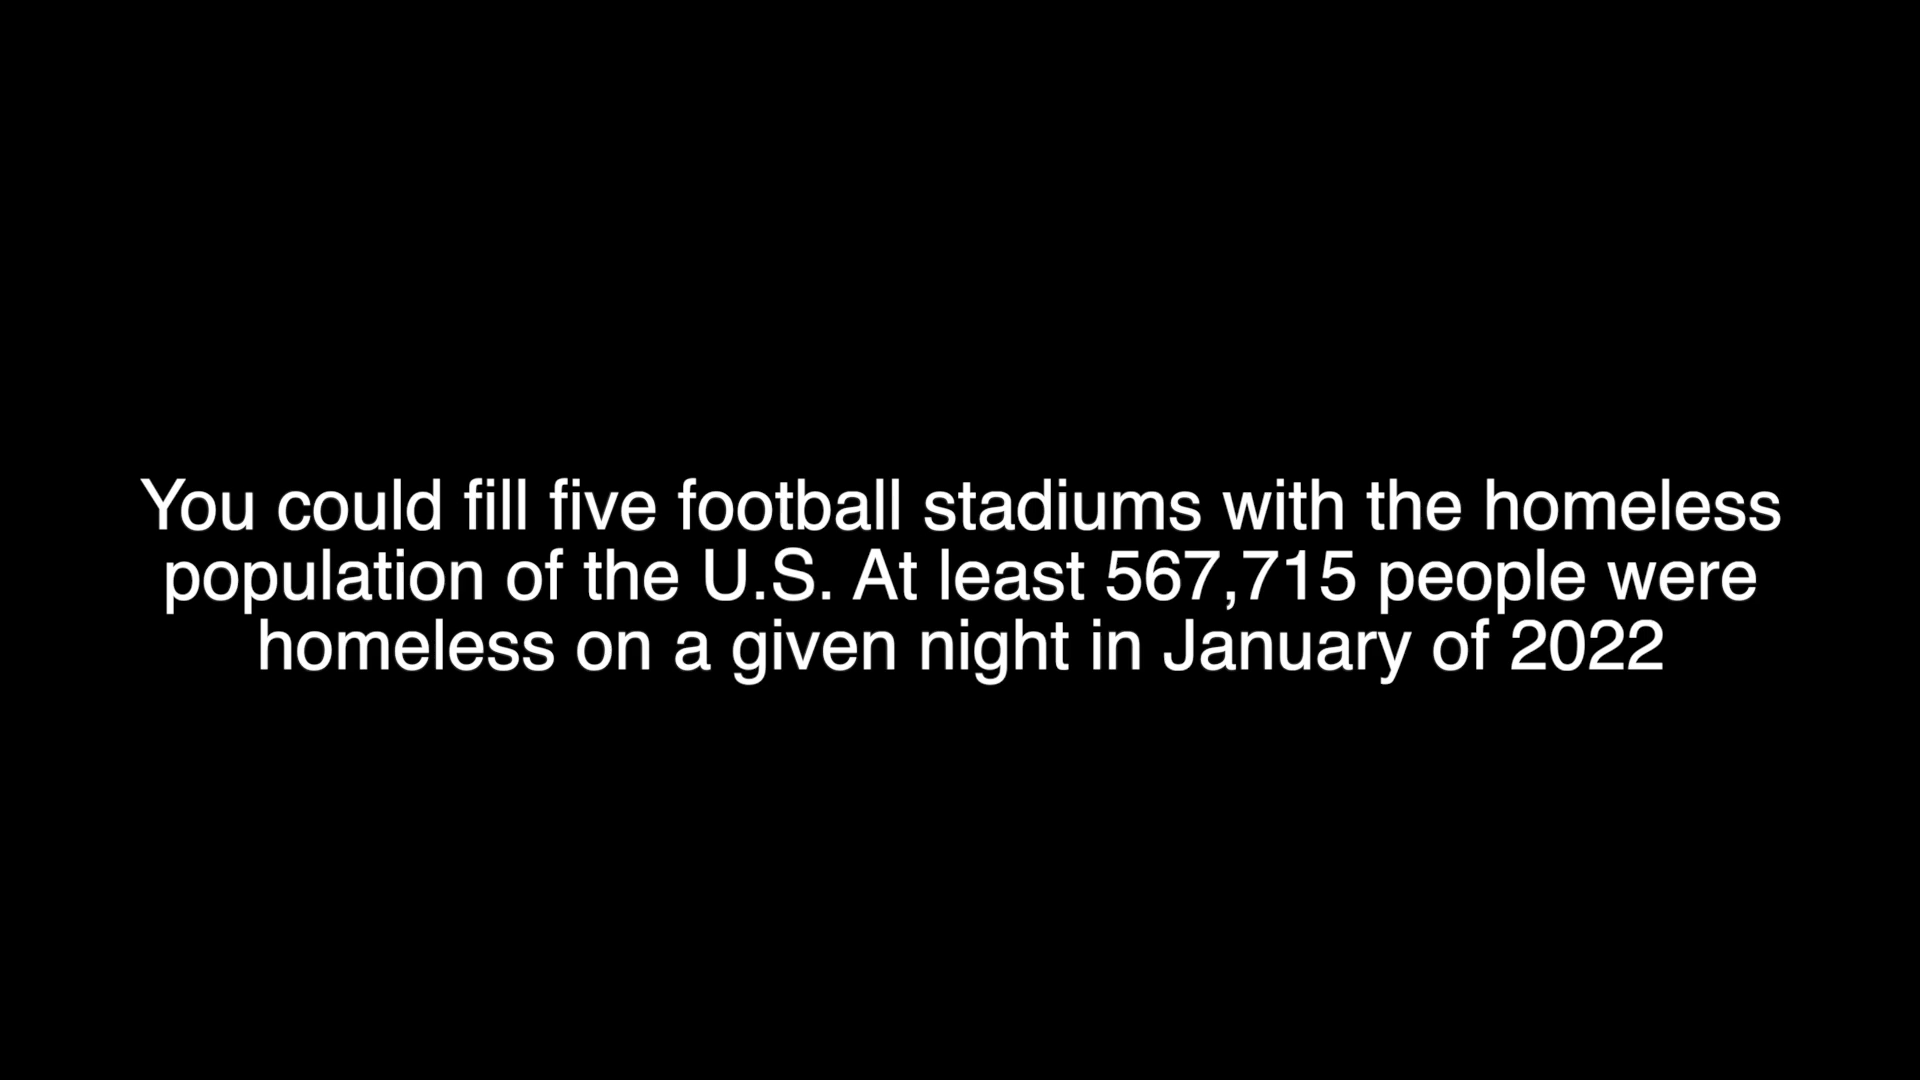 You could fill five football stadiums with the homeless
population of the U.S. At least 567,715 people were
homeless on a given night in January of 2022